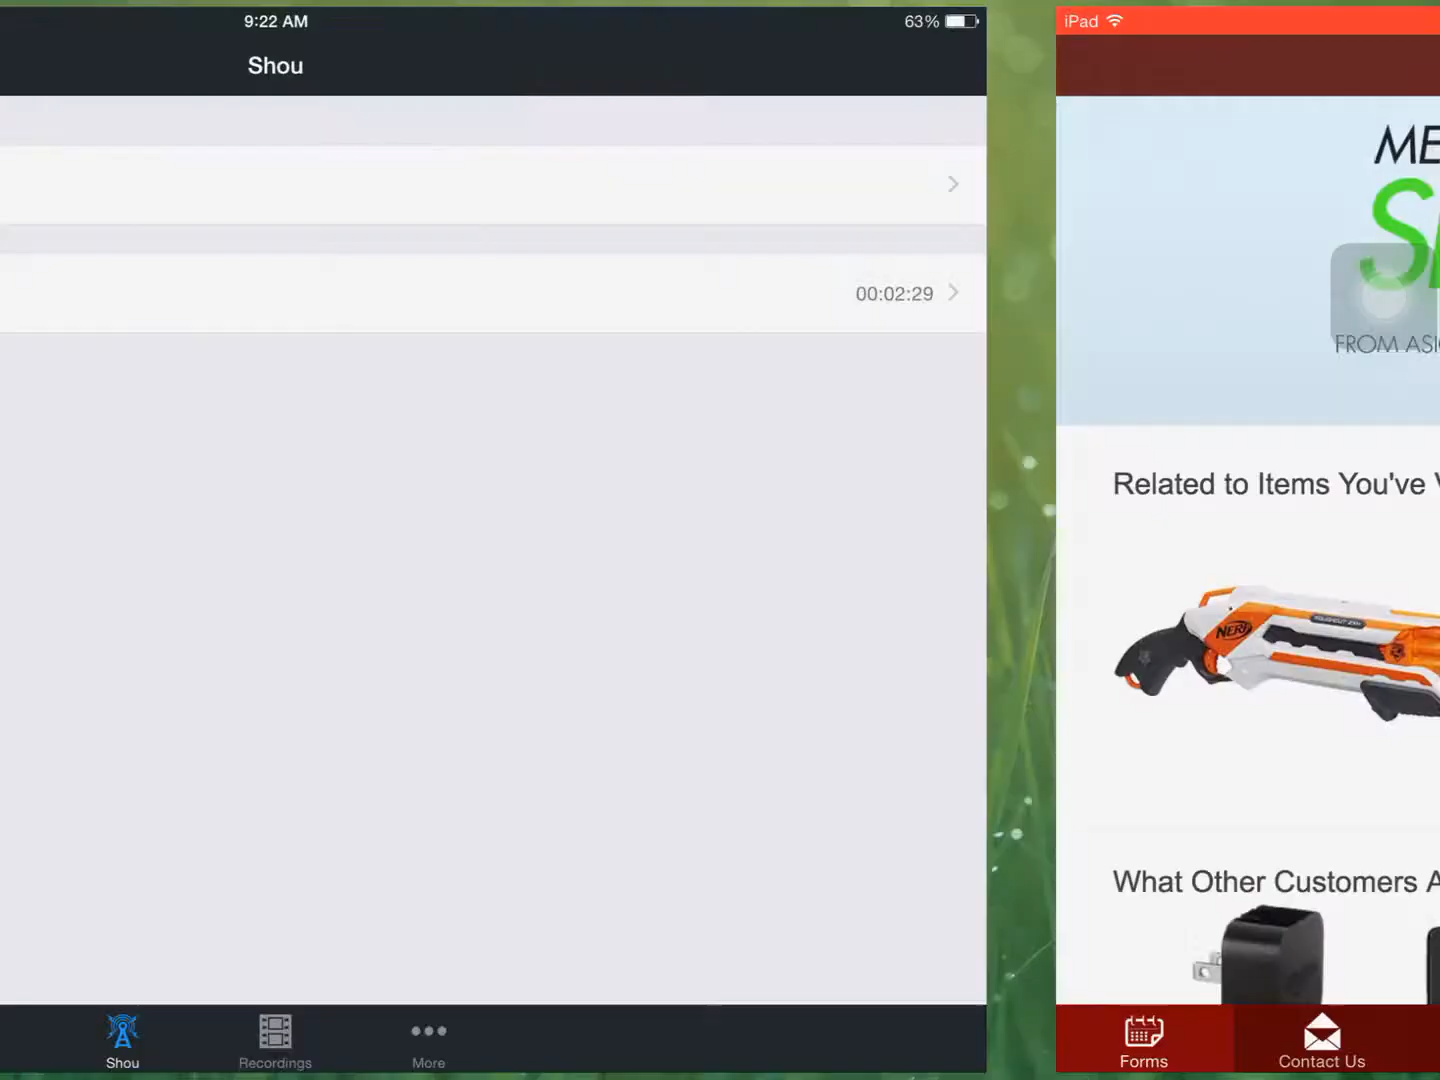 9:22 AM
63%
Shou
00:02:29
Shou
Recordings
More
iPad
ME
FROM ASI
Related to Items You've
NERF
What Other Customers A
Forms
Contact Us